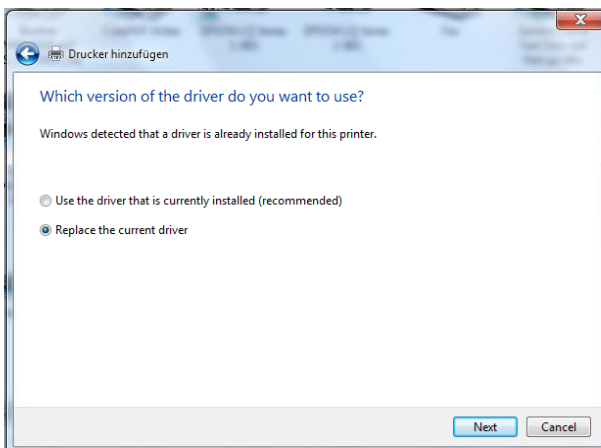 Drucker hinzufügen
Which version of the driver do you want to use?
Windows detected that a driver is already installed for this printer.
Use the driver that is currently installed (recommended)
Replace the current driver
Next
Cancel